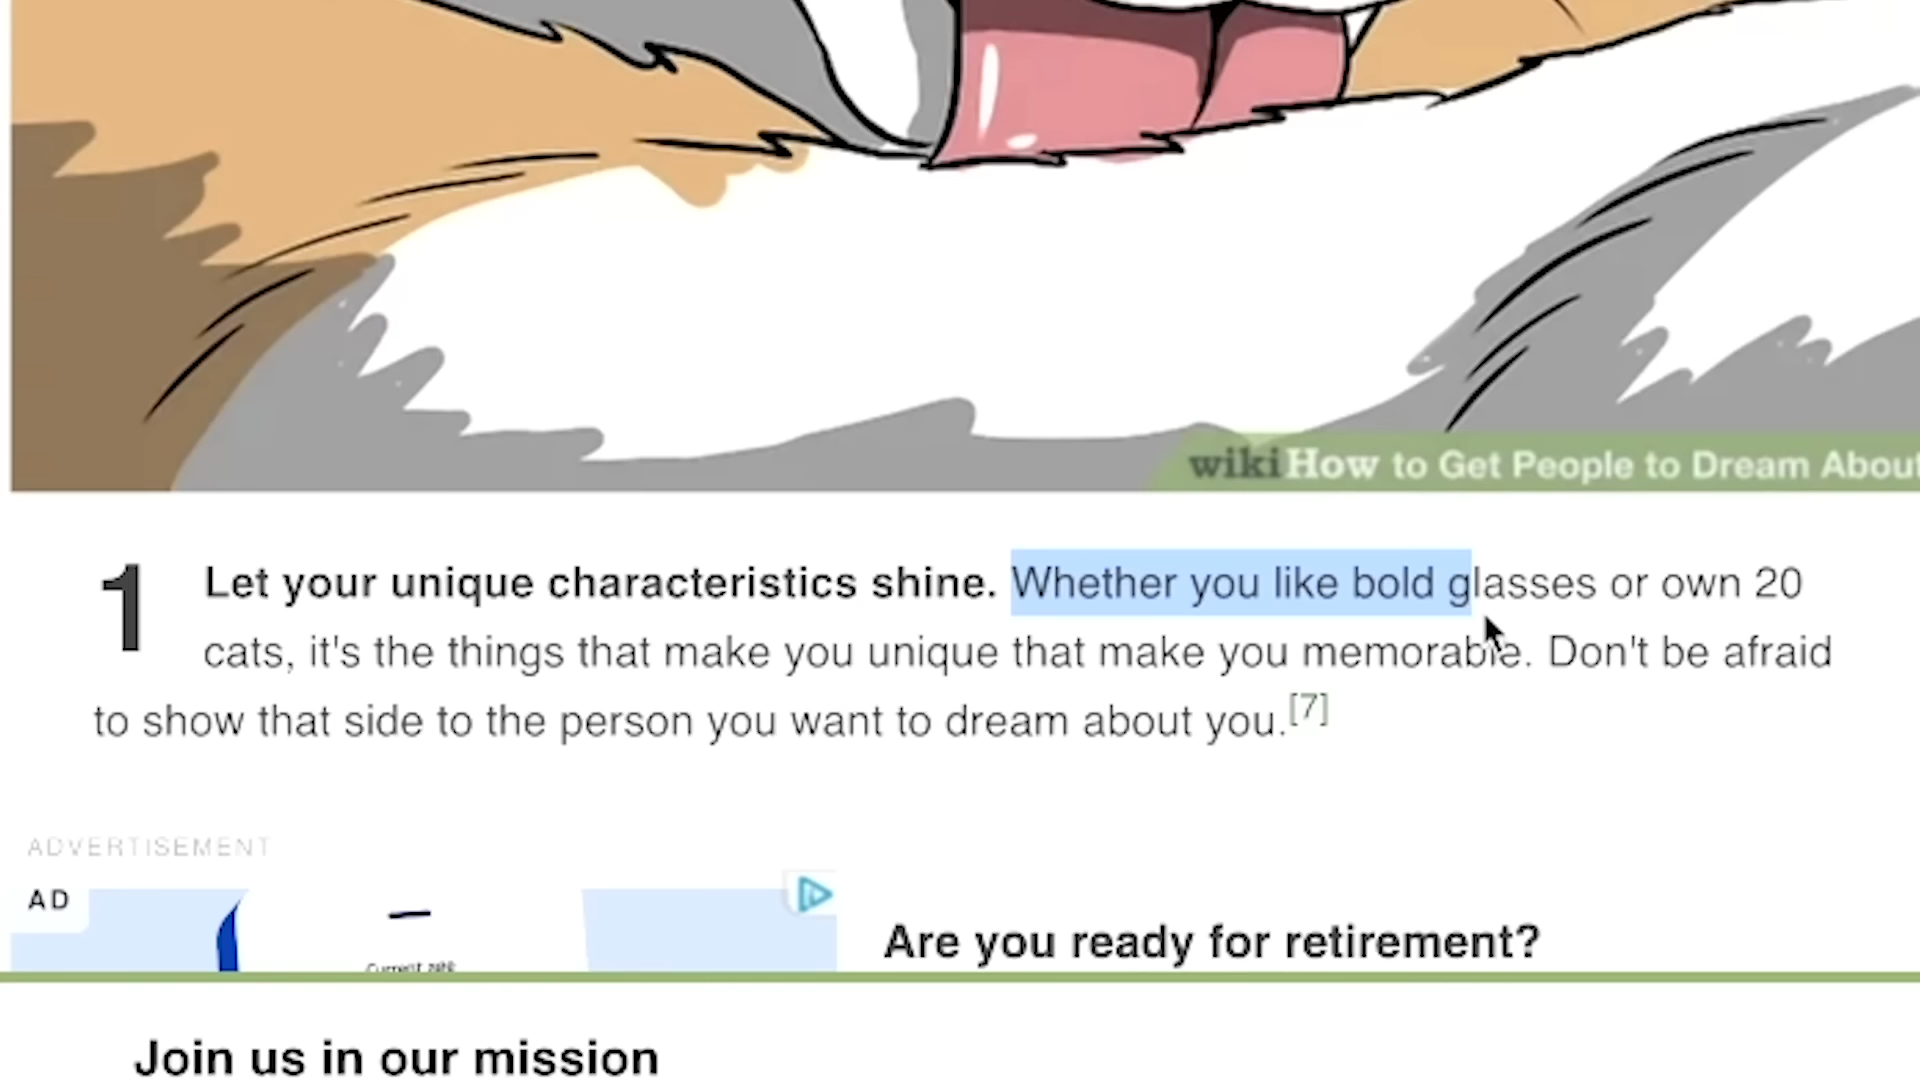 wikiHow to Get People to Dream About
1 Let your unique characteristics shine. Whether you like bold glasses or own 20
cats, it's the things that make you unique that make you memorable. Don't be afraid
to show that side to the person you want to dream about you.[7]
ADVERTISEMENT
AD
Are you ready for retirement?
Join us in our mission